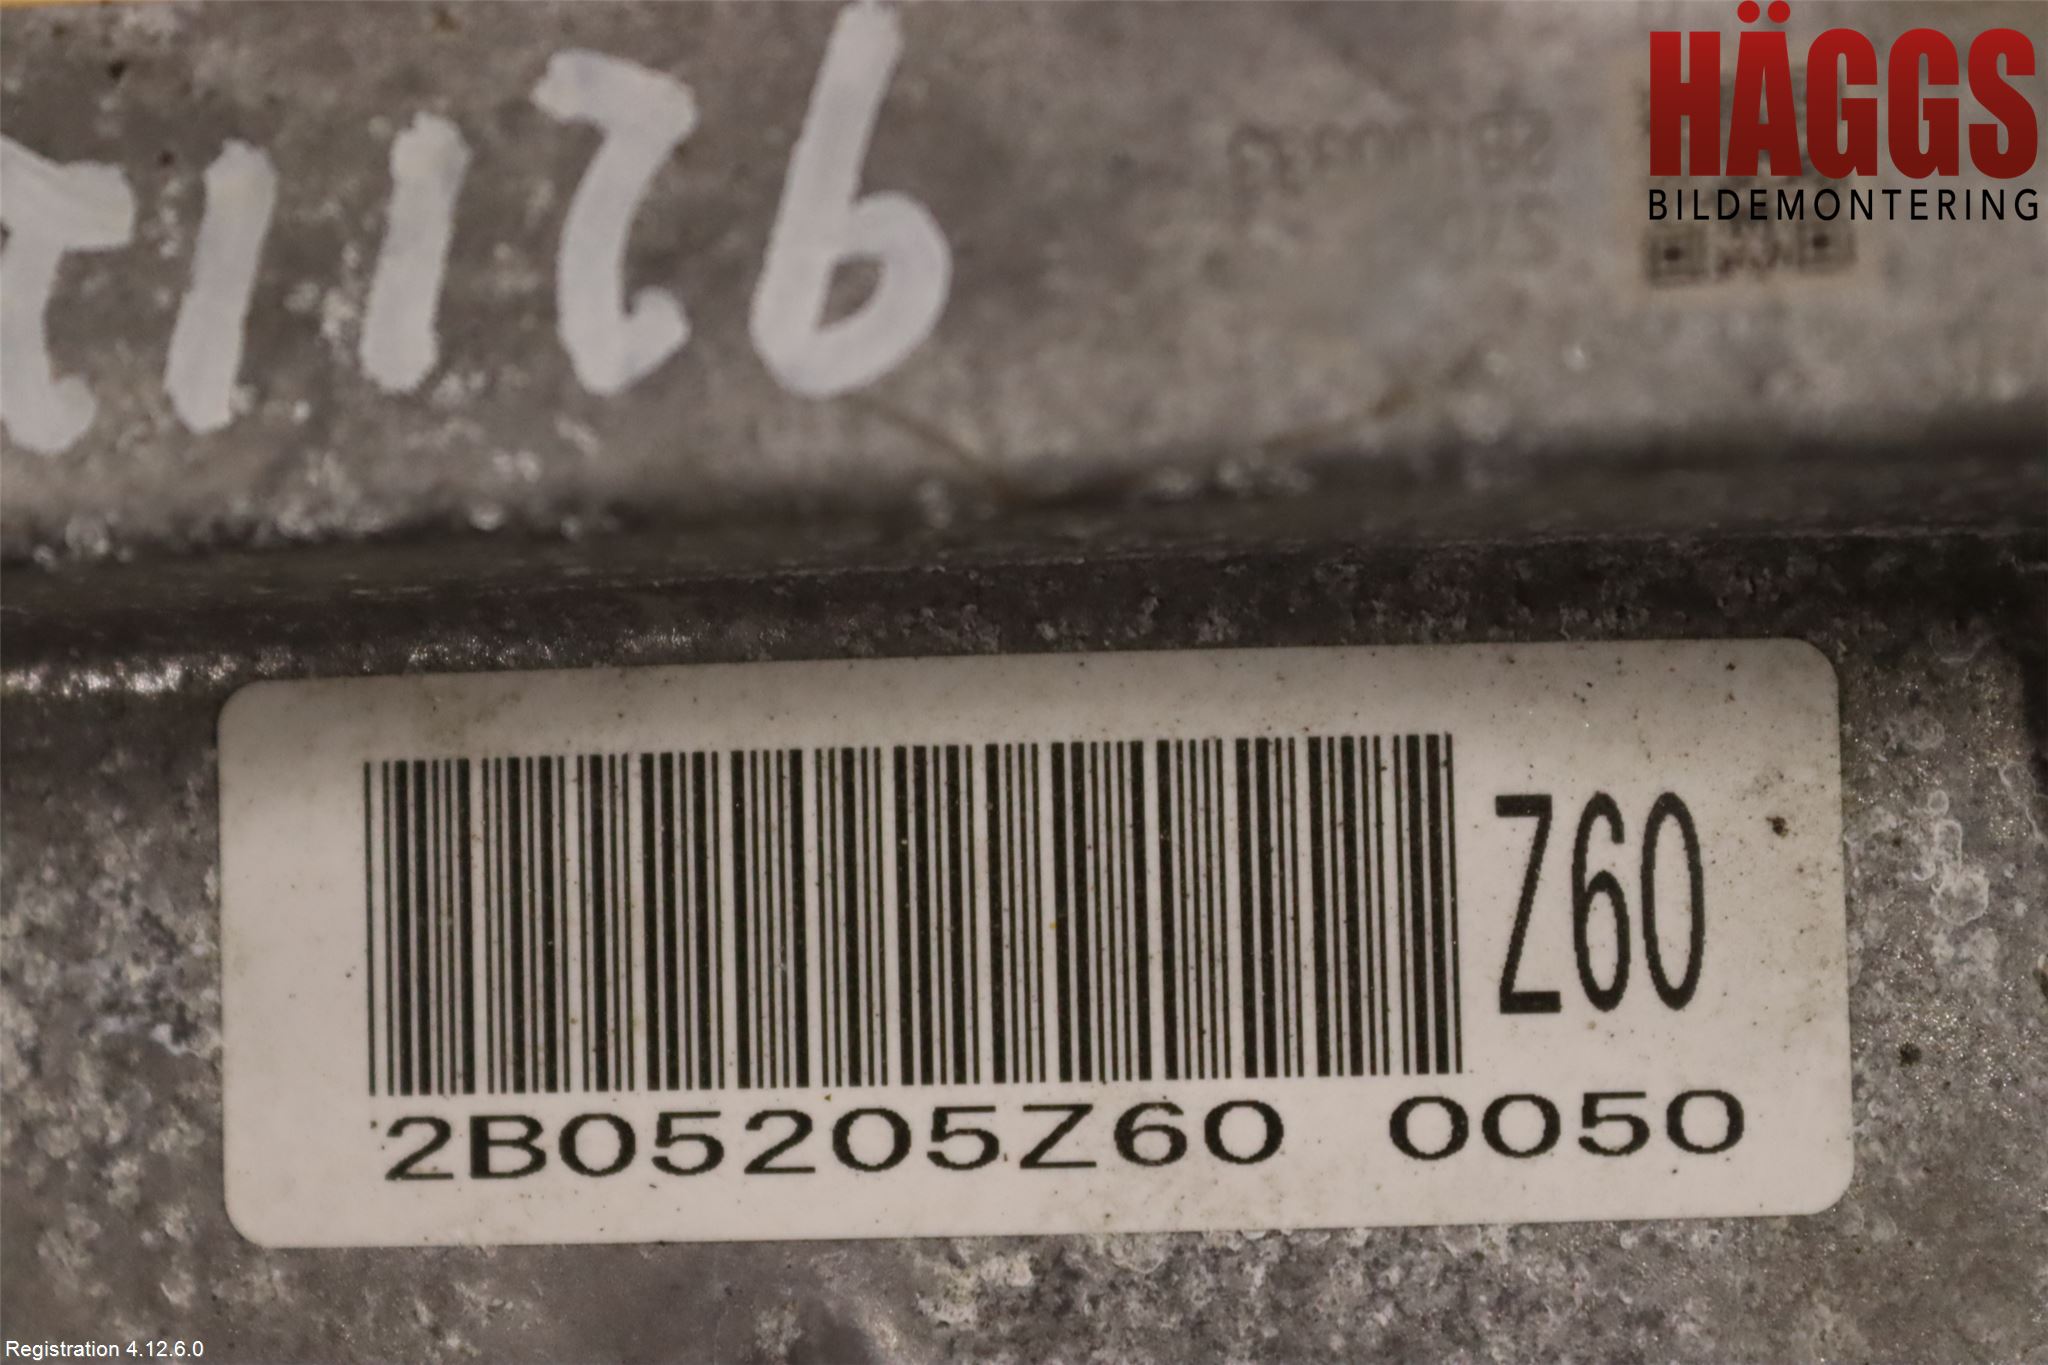 HÄGGS
BILDEMONTERING
Z60
2B05205Z60 0050
Registration 4.12.6.0